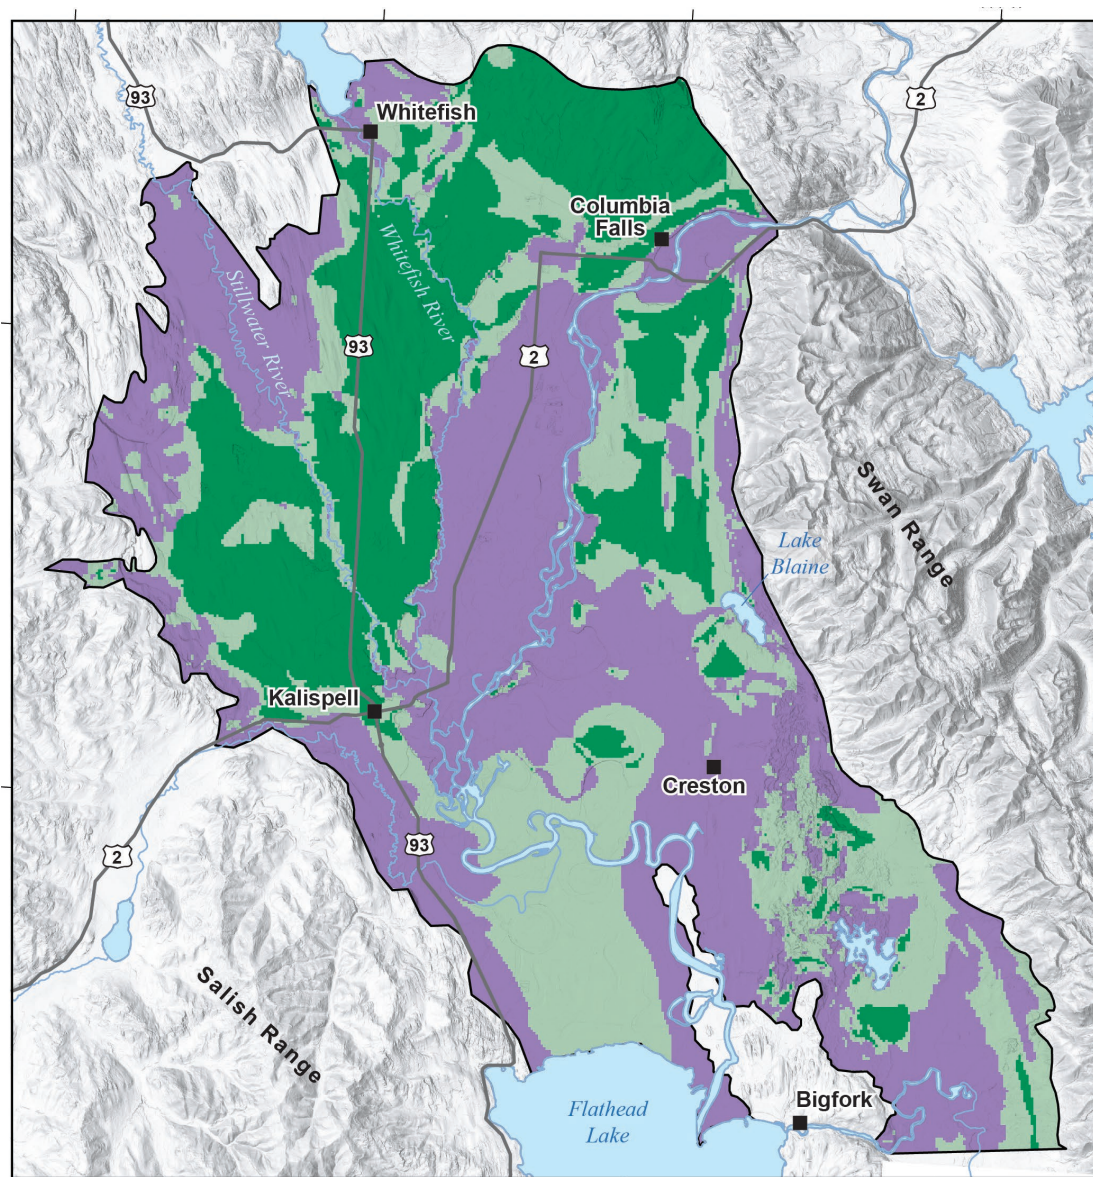 93
2
Whitefish
Columbia
Falls
Whitefish River
Stillwater River
93
2
Swan Range
Lake
Blaine
Kalispell
Creston
93
2
Salish Range
Bigfork
Flathead
Lake